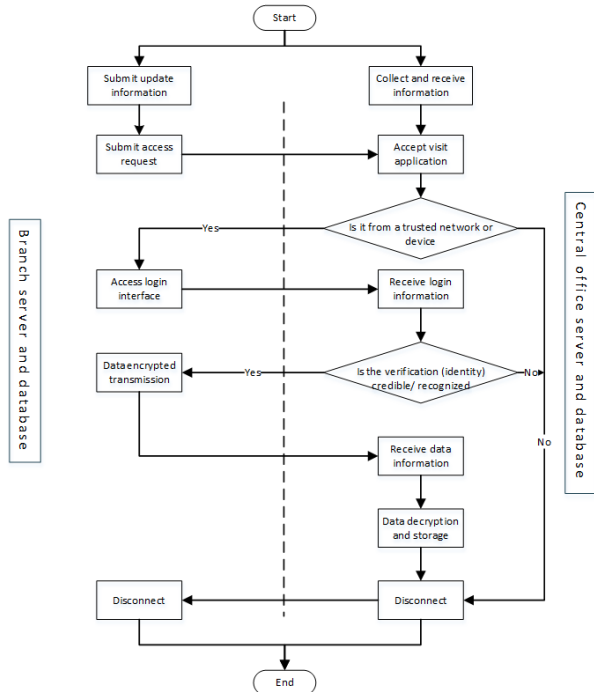 Start
Submit update
information
Collect and receive
information
Submit access
request
Accept visit
application
Is it from a trusted network or
device
Yes
Access login
interface
Receive login
information
Data encrypted
transmission
Yes
Is the verification (identity)
credible/ recognized
No
No
Receive data
information
Data decryption
and storage
Disconnect
Disconnect
End
Branch server and database
Central office server and database